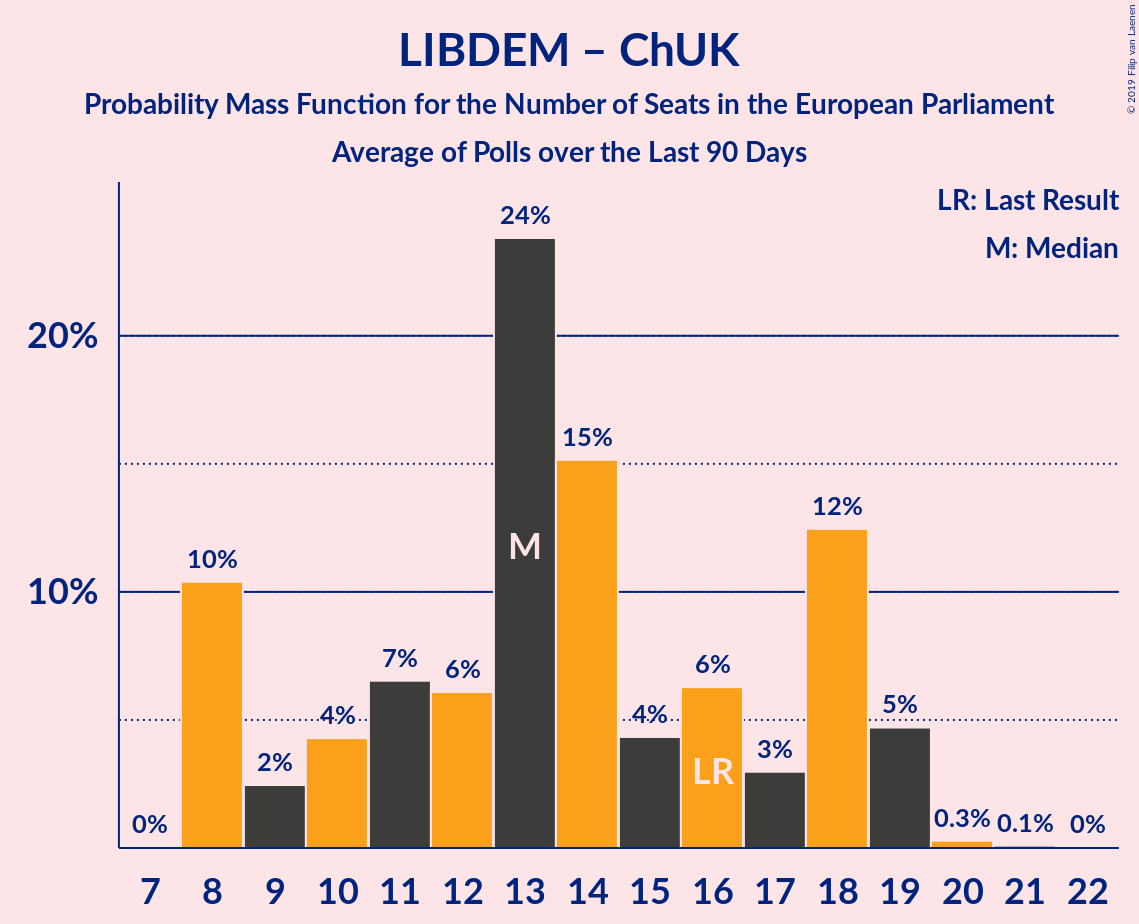 LIBDEM – ChUK
Probability Mass Function for the Number of Seats in the European Parliament
Average of Polls over the Last 90 Days
© 2019 Filip van Laenen
LR: Last Result
M: Median
24%
20%
15%
12%
10%
10%
M
7%
6%
6%
5%
4%
4%
3%
2%
LR
0%
0.3%
0.1%
0%
7 8 9 10 11 12 13 14 15 16 17 18 19 20 21 22